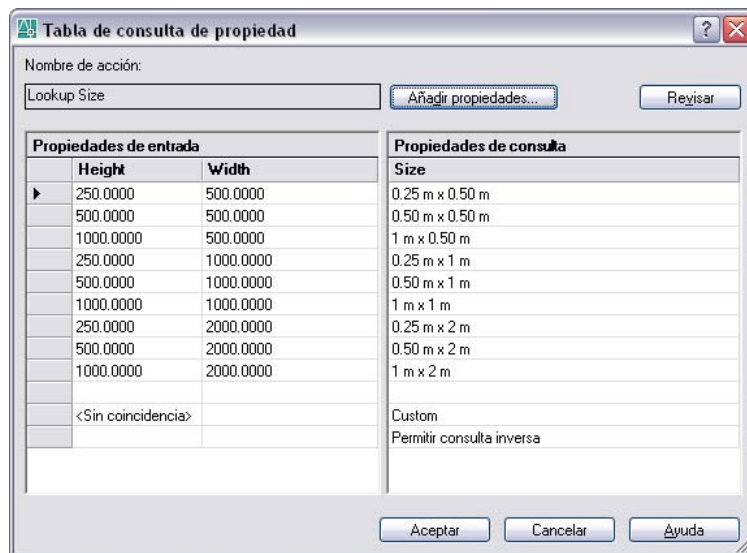 Tabla de consulta de propiedad
Nombre de acción:
Lookup Size
Añadir propiedades...
Revisar
Propiedades de entrada
Propiedades de consulta
Height Width Size
250.0000 500.0000 0.25 m x 0.50 m
500.0000 500.0000 0.50 m x 0.50 m
1000.0000 500.0000 1 m x 0.50 m
250.0000 1000.0000 0.25 m x 1 m
500.0000 1000.0000 0.50 m x 1 m
1000.0000 1000.0000 1 m x 1 m
250.0000 2000.0000 0.25 m x 2 m
500.0000 2000.0000 0.50 m x 2 m
1000.0000 2000.0000 1 m x 2 m
<Sin coincidencia> Custom
Permitir consulta inversa
Aceptar Cancelar Ayuda